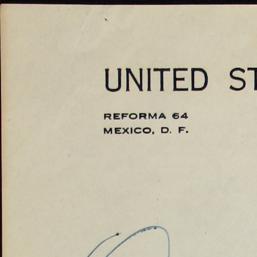 UNITED ST
REFORMA 64
MEXICO, D. F.